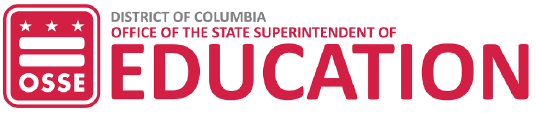 OSSE
DISTRICT OF COLUMBIA
OFFICE OF THE STATE SUPERINTENDENT OF
EDUCATION